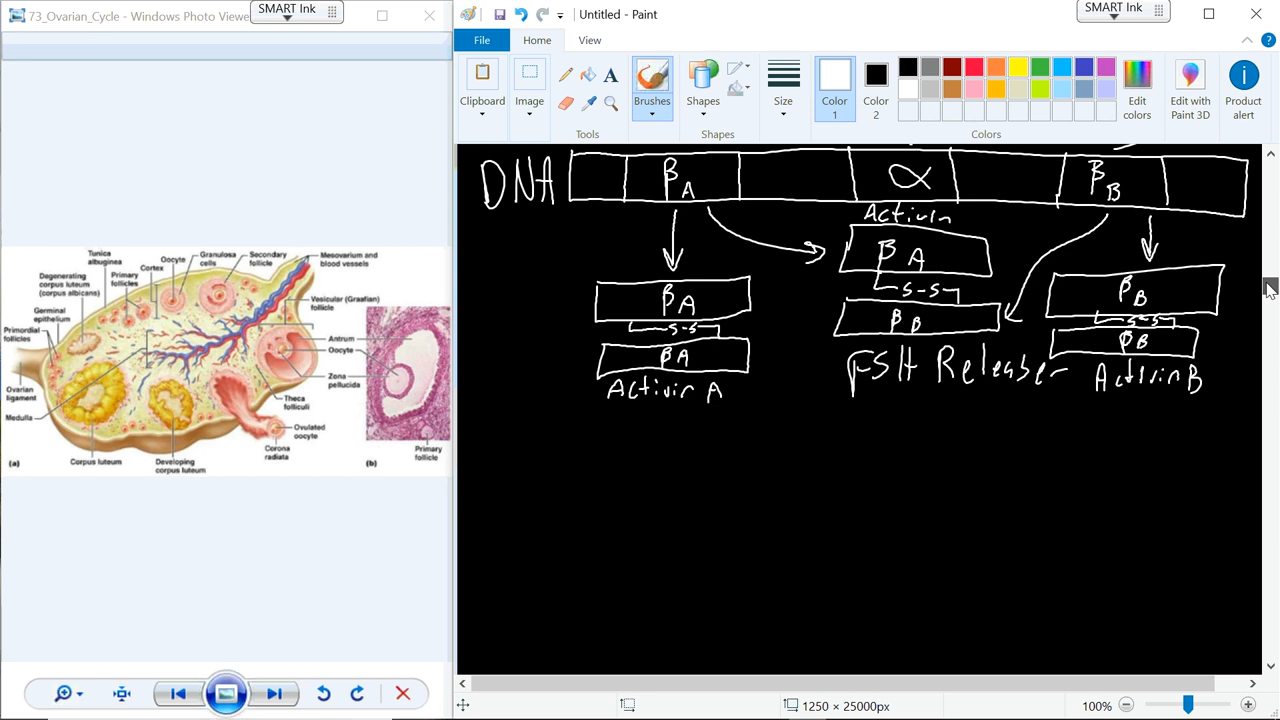 73_Ovarian_Cycle - Windows Photo Viewe
SMART Ink
Untitled - Paint
SMART Ink
File
Home
View
Clipboard
Image
Tools
Brushes
Shapes
Shapes
Size
Color 1
Color 2
Colors
Edit colors
Edit with Paint 3D
Product alert
Tunica albuginea
Degenerating corpus luteum (corpus albicans)
Primary follicles
Cortex
Oocyte
Granulosa cells
Secondary follicle
Mesovarium and blood vessels
Germinal epithelium
Primordial follicles
Vesicular (Graafian) follicle
Antrum
Oocyte
Zona pellucida
Theca folliculi
Ovarian ligament
Medulla
Ovulated oocyte
Corona radiata
Corpus luteum
Developing corpus luteum
Primary follicle
(a)
(b)
DNA
βA
α
βB
Activin
βA
S-S
βB
FSH Releaser
βA
S-S
βA
Activin A
βB
S-S
βB
Activin B
1250 × 25000px
100%